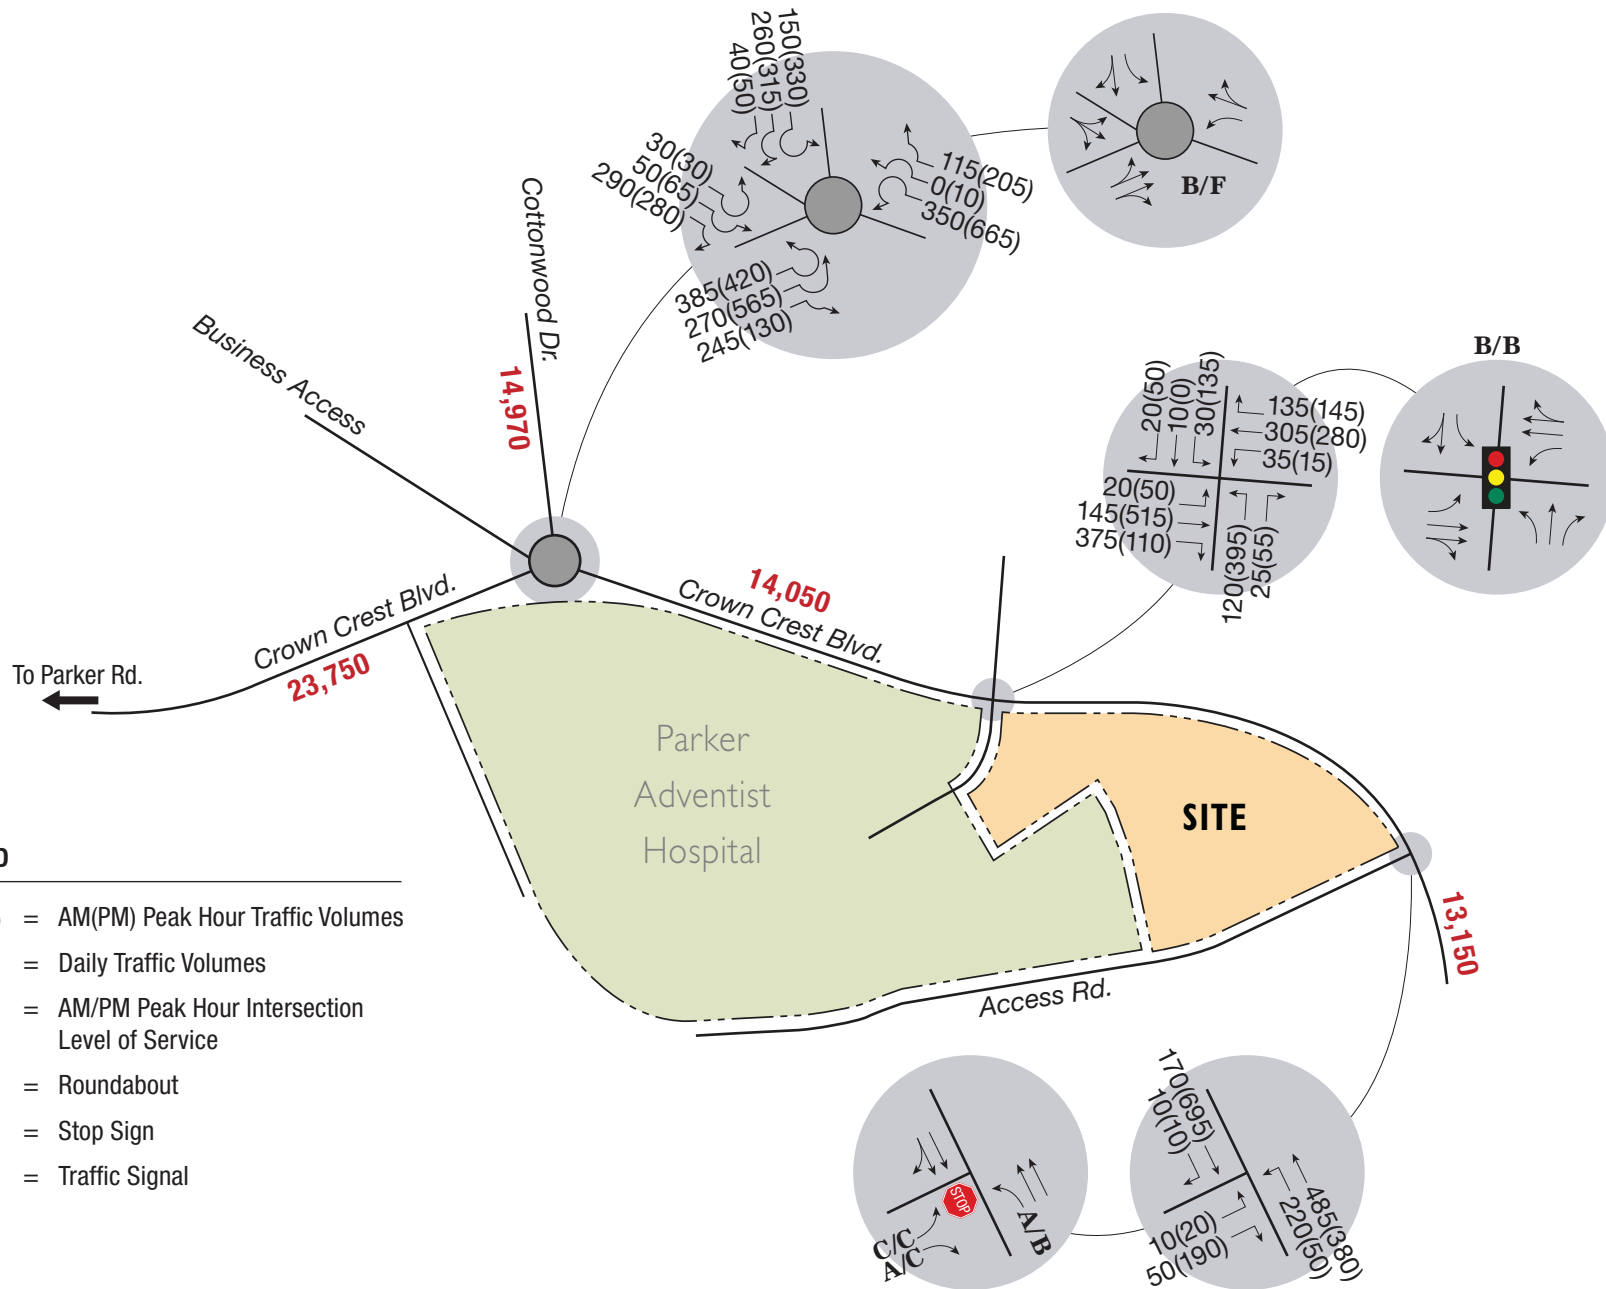 150(330)
260(315)
40(50)
30(30)
50(65)
290(280)
115(205)
0(10)
350(665)
385(420)
270(565)
245(130)
B/F
Cottonwood Dr.
14,970
Business Access
B/B
20(50)
10(0)
30(135)
135(145)
305(280)
35(15)
20(50)
145(515)
375(110)
120(395)
25(55)
Crown Crest Blvd.
23,750
14,050
Crown Crest Blvd.
To Parker Rd.
Parker
Adventist
Hospital
SITE
13,150
Access Rd.
= AM(PM) Peak Hour Traffic Volumes
= Daily Traffic Volumes
= AM/PM Peak Hour Intersection
Level of Service
= Roundabout
= Stop Sign
= Traffic Signal
STOP
A/B
C/C
A/C
170(695)
10(10)
10(20)
50(190)
485(380)
220(50)